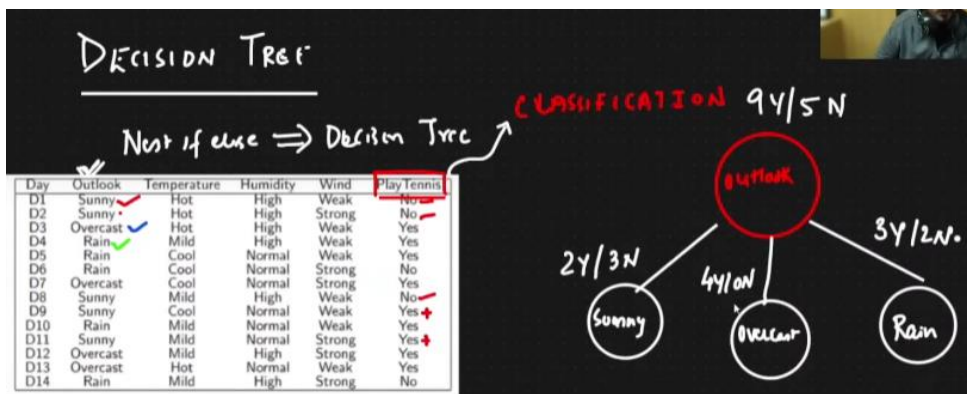 DECISION TREE
CLASSIFICATION 9Y/5N
Nest if else ⇒ Decision Tree
Day Outlook Temperature Humidity Wind PlayTennis
D1 Sunny Hot High Weak No
D2 Sunny Hot High Strong No
D3 Overcast Hot High Weak Yes
D4 Rain Mild High Weak Yes
D5 Rain Cool Normal Weak Yes
D6 Rain Cool Normal Strong No
D7 Overcast Cool Normal Strong Yes
D8 Sunny Mild High Weak No
D9 Sunny Cool Normal Weak Yes
D10 Rain Mild Normal Weak Yes
D11 Sunny Mild Normal Strong Yes
D12 Overcast Mild High Strong Yes
D13 Overcast Hot Normal Weak Yes
D14 Rain Mild High Strong No
Outlook
2Y/3N
4Y/0N
3Y/2N.
Sunny
Overcast
Rain